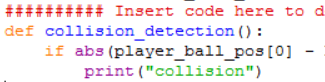 ########## Insert code here to d
def collision_detection():
if abs(player_ball_pos[0] -
print("collision")